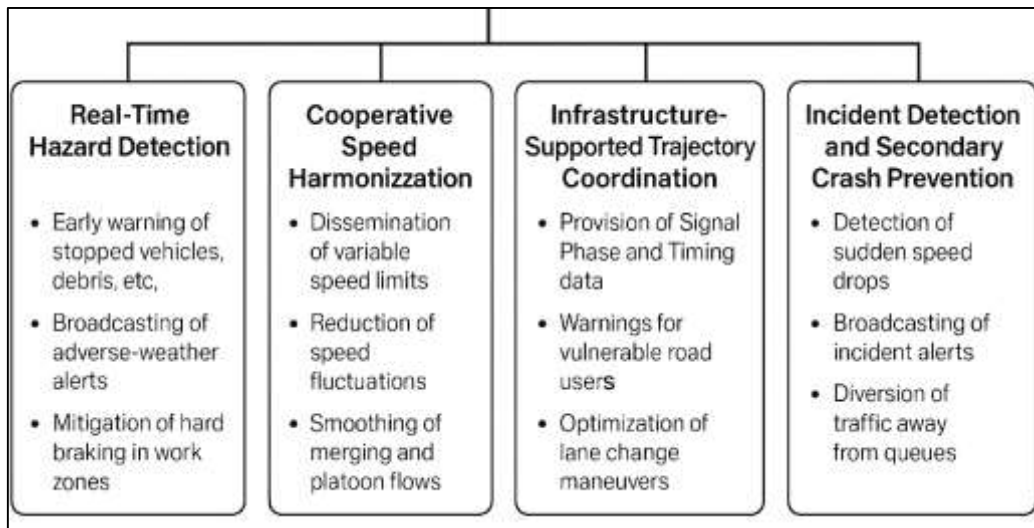 Real-Time
Hazard Detection
• Early warning of
stopped vehicles,
debris, etc,
• Broadcasting of
adverse-weather
alerts
• Mitigation of hard
braking in work
zones
Cooperative
Speed
Harmonizzation
• Dissemination
of variable
speed limits
• Reduction of
speed
fluctuations
• Smoothing of
merging and
platoon flows
Infrastructure-
Supported Trajectory
Coordination
• Provision of Signal
Phase and Timing
data
• Warnings for
vulnerable road
users
• Optimization of
lane change
maneuvers
Incident Detection
and Secondary
Crash Prevention
• Detection of
sudden speed
drops
• Broadcasting of
incident alerts
• Diversion of
traffic away
from queues